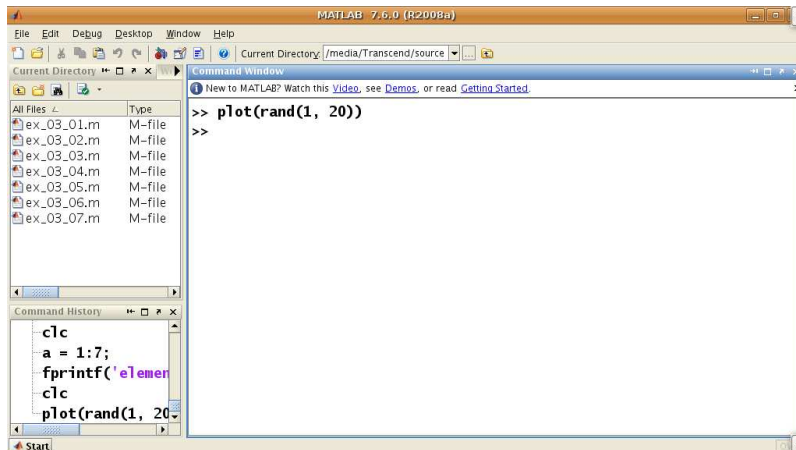 MATLAB 7.6.0 (R2008a)
File Edit Debug Desktop Window Help
Current Directory: /media/Transcend/source
Current Directory
New to MATLAB? Watch this Video, see Demos, or read Getting Started.
All Files Type
ex_03_01.m M-file
ex_03_02.m M-file
ex_03_03.m M-file
ex_03_04.m M-file
ex_03_05.m M-file
ex_03_06.m M-file
ex_03_07.m M-file
Command History
clc
a = 1:7;
fprintf('elemen
clc
plot(rand(1, 20
Command Window
>> plot(rand(1, 20))
>>
Start